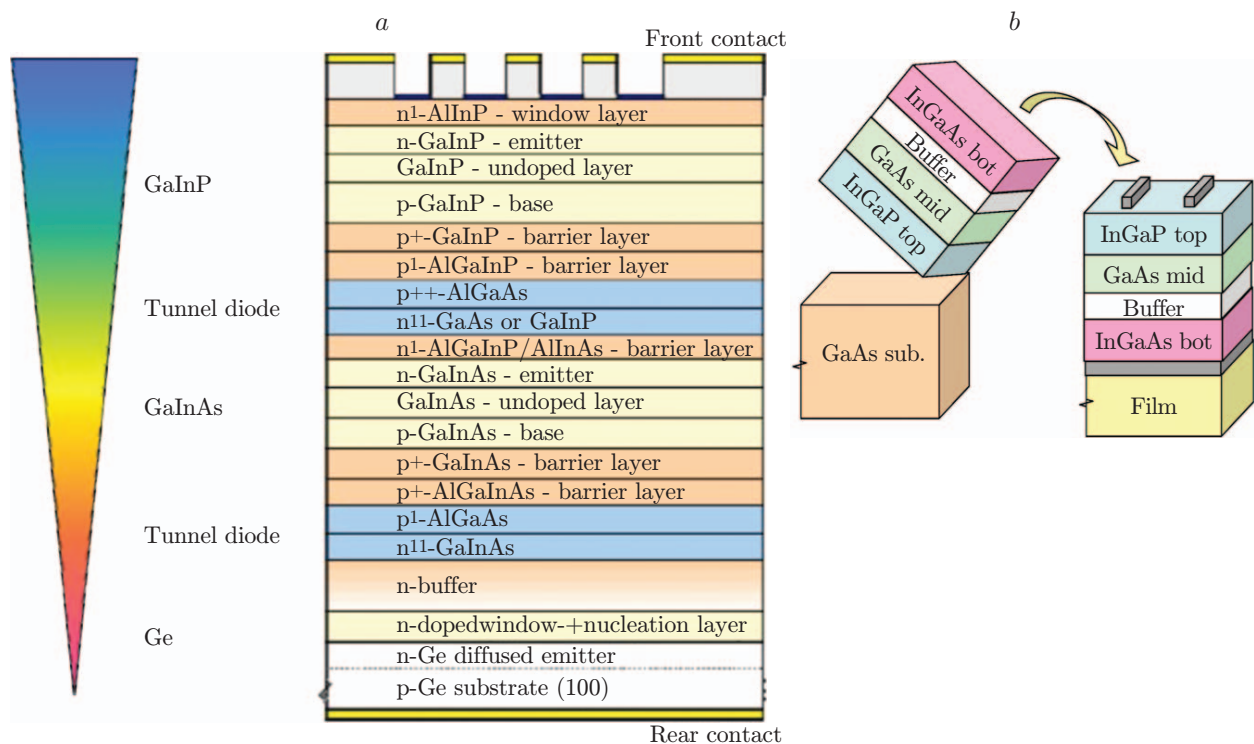 a
Front contact
n1-AlInP - window layer
n-GaInP - emitter
GaInP - undoped layer
p-GaInP - base
p+-GaInP - barrier layer
p1-AlGaInP - barrier layer
p++-AlGaAs
n11-GaAs or GaInP
n1-AlGaInP/AlInAs - barrier layer
n-GaInAs - emitter
GaInAs - undoped layer
p-GaInAs - base
p+-GaInAs - barrier layer
p+-AlGaInAs - barrier layer
p1-AlGaAs
n11-GaInAs
n-buffer
n-dopedwindow-+nucleation layer
n-Ge diffused emitter
p-Ge substrate (100)
Rear contact
GaInP
Tunnel diode
GaInAs
Tunnel diode
Ge
b
InGaAs bot
Buffer
GaAs mid
InGaP top
GaAs sub.
InGaP top
GaAs mid
Buffer
InGaAs bot
Film